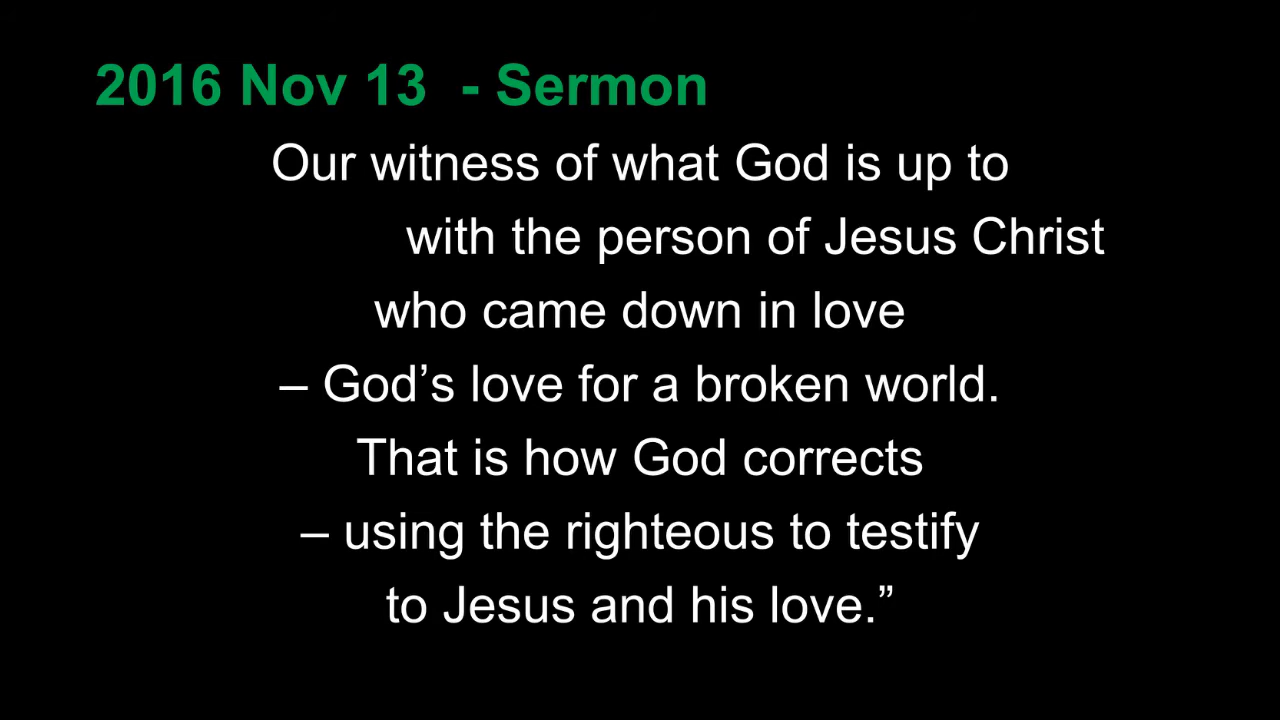 2016 Nov 13  - Sermon
Our witness of what God is up to
with the person of Jesus Christ
who came down in love
– God’s love for a broken world.
That is how God corrects
– using the righteous to testify
to Jesus and his love.”